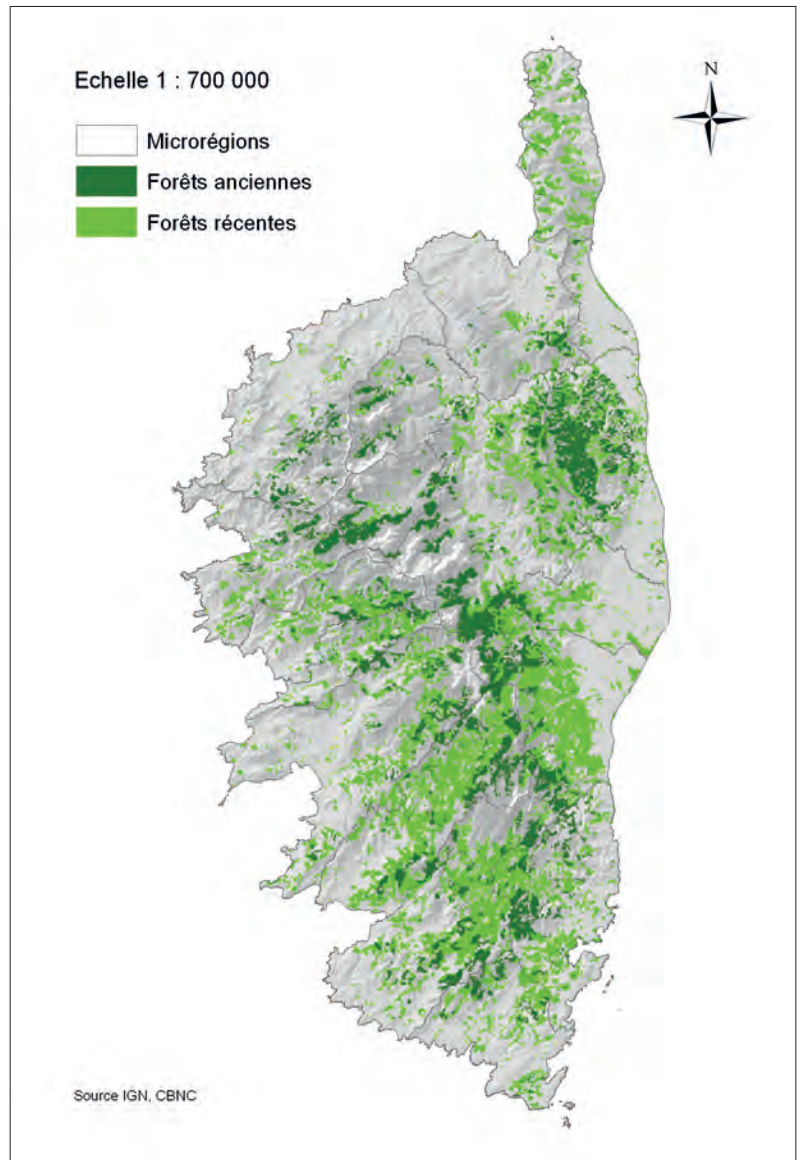 Echelle 1 : 700 000
N
Microrégions
Forêts anciennes
Forêts récentes
Source IGN, CBNC